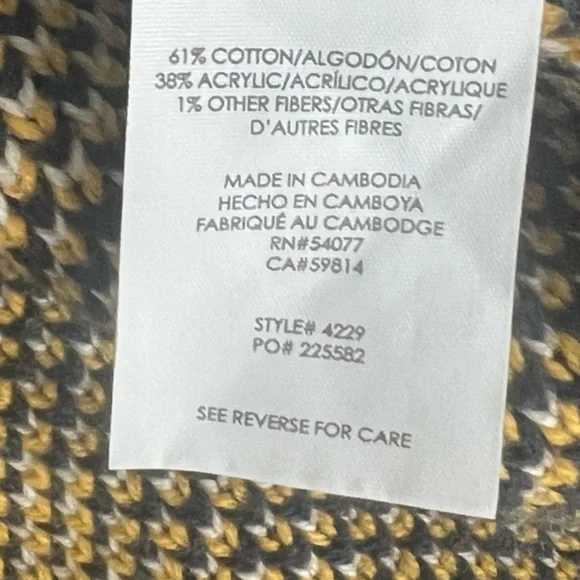 61% COTTON/ALGODÓN/COTON
38% ACRYLIC/ACRÍLICO/ACRYLIQUE
1% OTHER FIBERS/OTRAS FIBRAS/
D'AUTRES FIBRES
MADE IN CAMBODIA
HECHO EN CAMBOYA
FABRIQUÉ AU CAMBODGE
RN#54077
CA#59814
STYLE# 4229
PO# 225582
SEE REVERSE FOR CARE